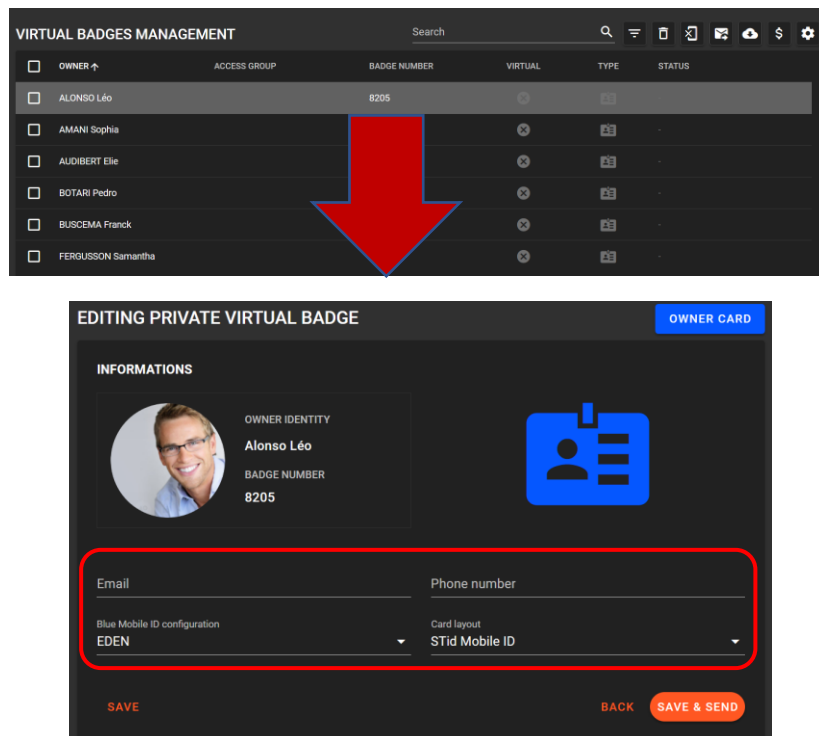 VIRTUAL BADGES MANAGEMENT Search $
OWNER ACCESS GROUP BADGE NUMBER VIRTUAL TYPE STATUS
ALONSO Léo 8205
AMANI Sophia -
AUDIBERT Elie -
BOTARI Pedro -
BUSCEMA Franck -
FERGUSSON Samantha -
EDITING PRIVATE VIRTUAL BADGE OWNER CARD
INFORMATIONS
OWNER IDENTITY
Alonso Léo
BADGE NUMBER
8205
Email Phone number
Blue Mobile ID configuration Card layout
EDEN STid Mobile ID
SAVE BACK SAVE & SEND